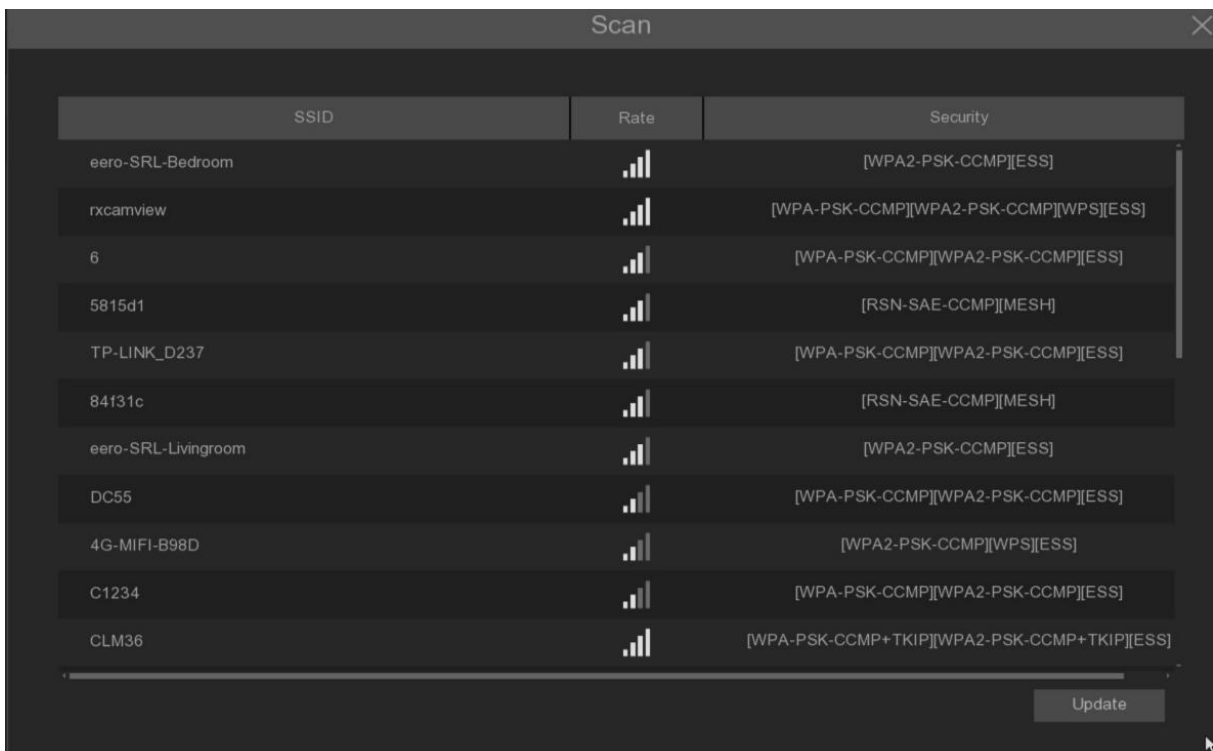 Scan
SSID Rate Security
eero-SRL-Bedroom [WPA2-PSK-CCMP][ESS]
rxcamview [WPA-PSK-CCMP][WPA2-PSK-CCMP][WPS][ESS]
6 [WPA-PSK-CCMP][WPA2-PSK-CCMP][ESS]
5815d1 [RSN-SAE-CCMP][MESH]
TP-LINK_D237 [WPA-PSK-CCMP][WPA2-PSK-CCMP][ESS]
84f31c [RSN-SAE-CCMP][MESH]
eero-SRL-Livingroom [WPA2-PSK-CCMP][ESS]
DC55 [WPA-PSK-CCMP][WPA2-PSK-CCMP][ESS]
4G-MIFI-B98D [WPA2-PSK-CCMP][WPS][ESS]
C1234 [WPA-PSK-CCMP][WPA2-PSK-CCMP][ESS]
CLM36 [WPA-PSK-CCMP+TKIP][WPA2-PSK-CCMP+TKIP][ESS]
Update